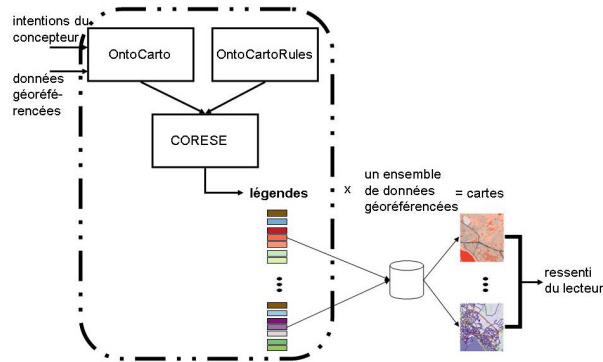 intentions du
concepteur
données
géoréfé-
rencées
OntoCarto
OntoCartoRules
CORESE
légendes
x
un ensemble
de données
géoréférencées
= cartes
ressenti
du lecteur